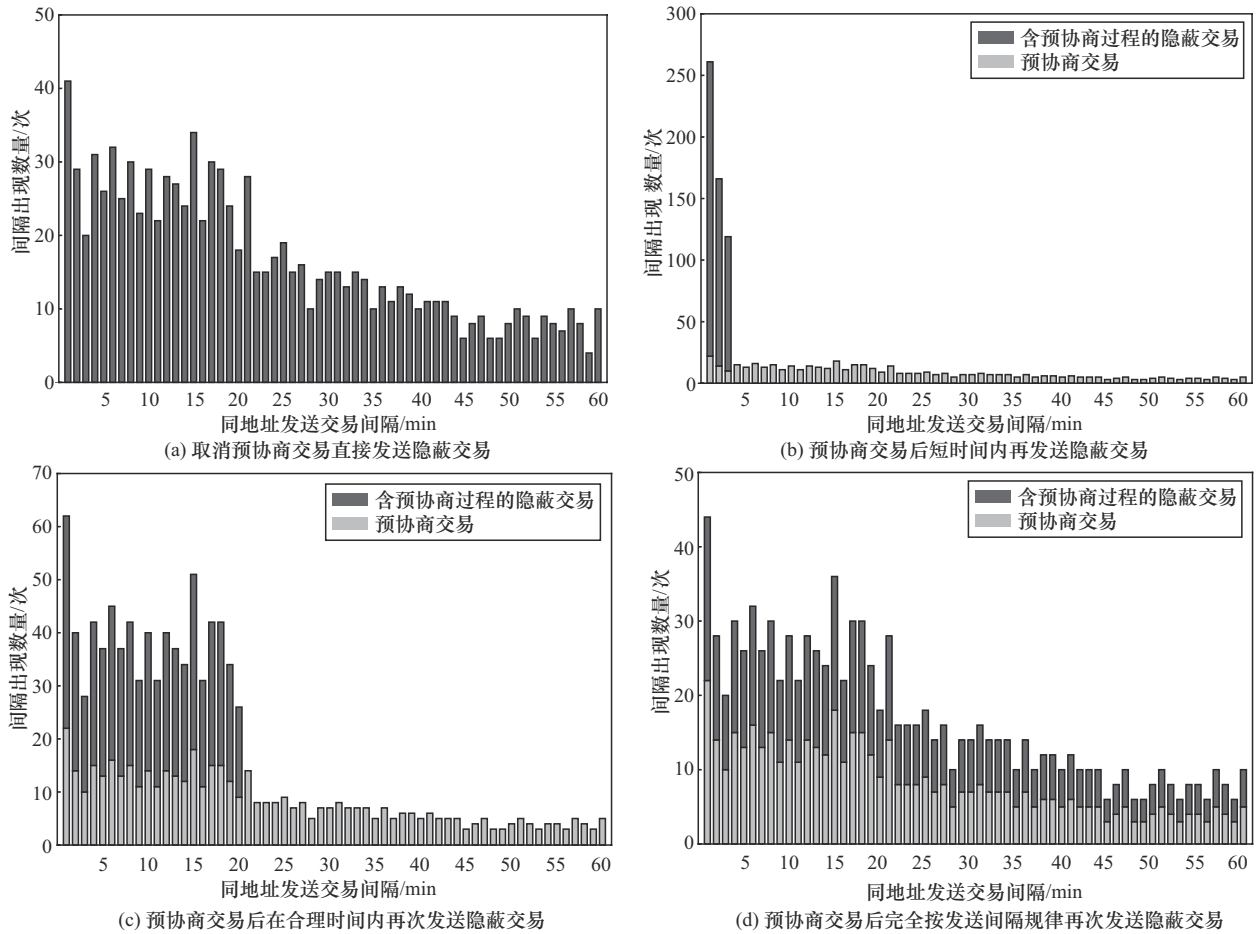 50
40
30
20
10
0
间隔出现数量/次
5 10 15 20 25 30 35 40 45 50 55 60
同地址发送交易间隔/min
(a) 取消预协商交易直接发送隐蔽交易
300
250
200
150
100
50
0
间隔出现 数量/次
含预协商过程的隐蔽交易
预协商交易
5 10 15 20 25 30 35 40 45 50 55 60
同地址发送交易间隔/min
(b) 预协商交易后短时间内再发送隐蔽交易
70
60
50
40
30
20
10
0
间隔出现数量/次
含预协商过程的隐蔽交易
预协商交易
5 10 15 20 25 30 35 40 45 50 55 60
同地址发送交易间隔/min
(c) 预协商交易后在合理时间内再次发送隐蔽交易
50
40
30
20
10
0
间隔出现数量/次
含预协商过程的隐蔽交易
预协商交易
5 10 15 20 25 30 35 40 45 50 55 60
同地址发送交易间隔/min
(d) 预协商交易后完全按发送间隔规律再次发送隐蔽交易